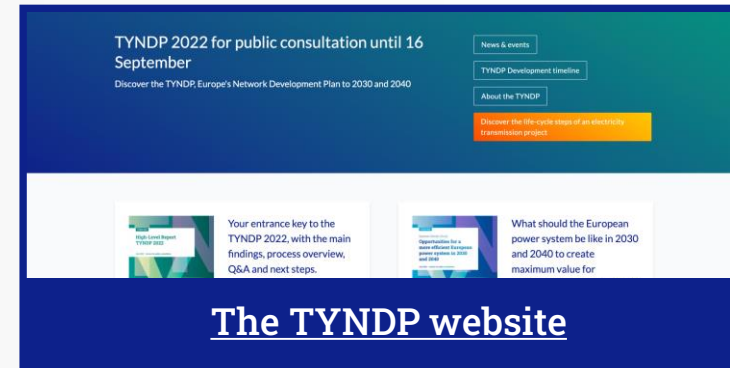 TYNDP 2022 for public consultation until 16
September
Discover the TYNDP, Europe's Network Development Plan to 2030 and 2040
News & events
TYNDP Development timeline
About the TYNDP
Discover the life-cycle steps of an electricity
transmission project
High-Level Report
TYNDP 2022
Your entrance key to the
TYNDP 2022, with the main
findings, process overview,
Q&A and next steps.
Opportunities for a
more efficient European
power system in 2030
and 2040
What should the European
power system be like in 2030
and 2040 to create
maximum value for
The TYNDP website